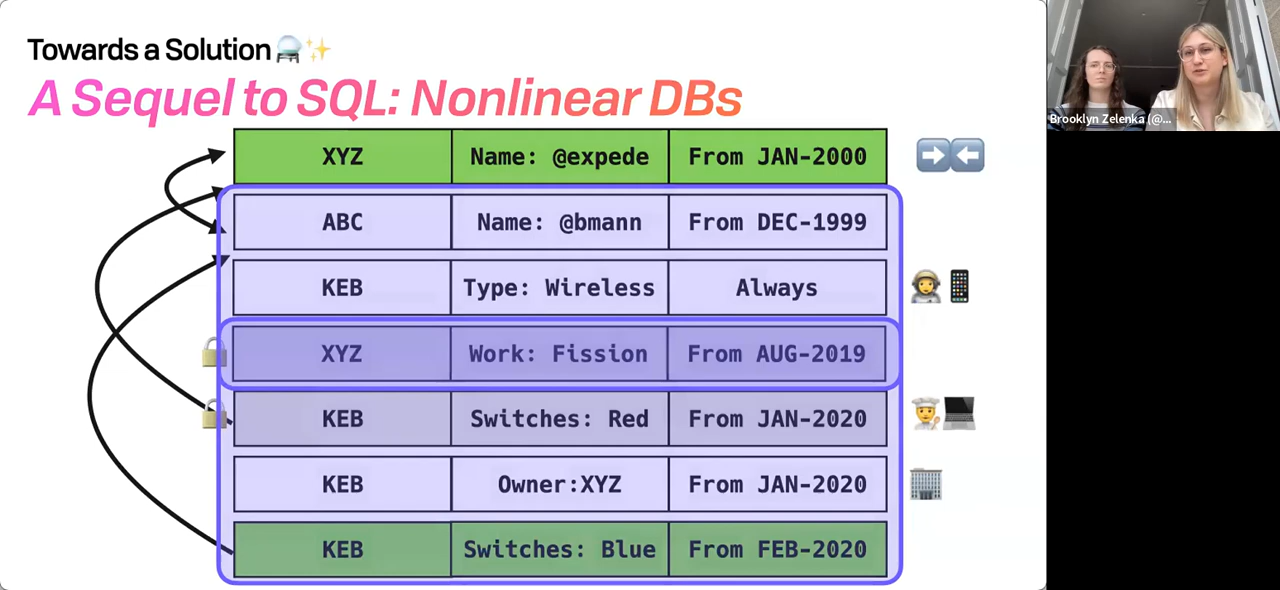 Towards a Solution
A Sequel to SQL: Nonlinear DBs
XYZ Name: @expede From JAN-2000
ABC Name: @bmann From DEC-1999
KEB Type: Wireless Always
XYZ Work: Fission From AUG-2019
KEB Switches: Red From JAN-2020
KEB Owner:XYZ From JAN-2020
KEB Switches: Blue From FEB-2020
Brooklyn Zelenka (@...